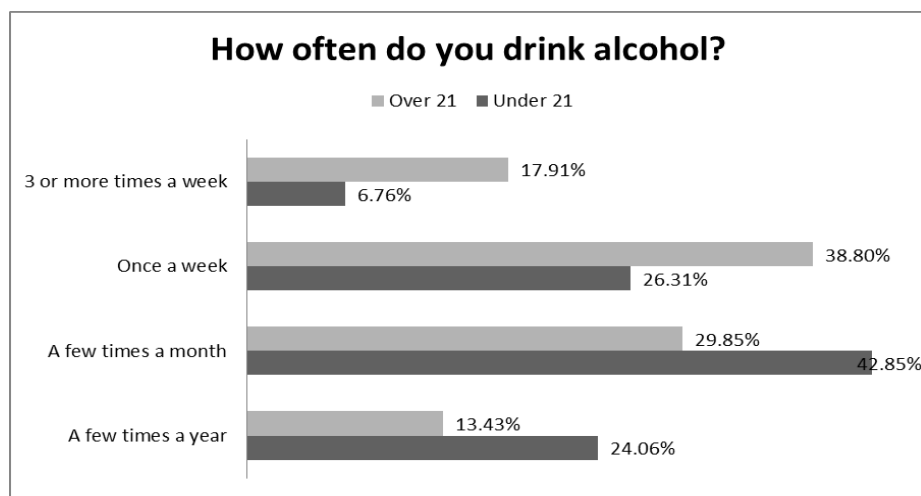 How often do you drink alcohol?
Over 21 Under 21
3 or more times a week
17.91%
6.76%
Once a week
38.80%
26.31%
A few times a month
29.85%
42.85%
A few times a year
13.43%
24.06%